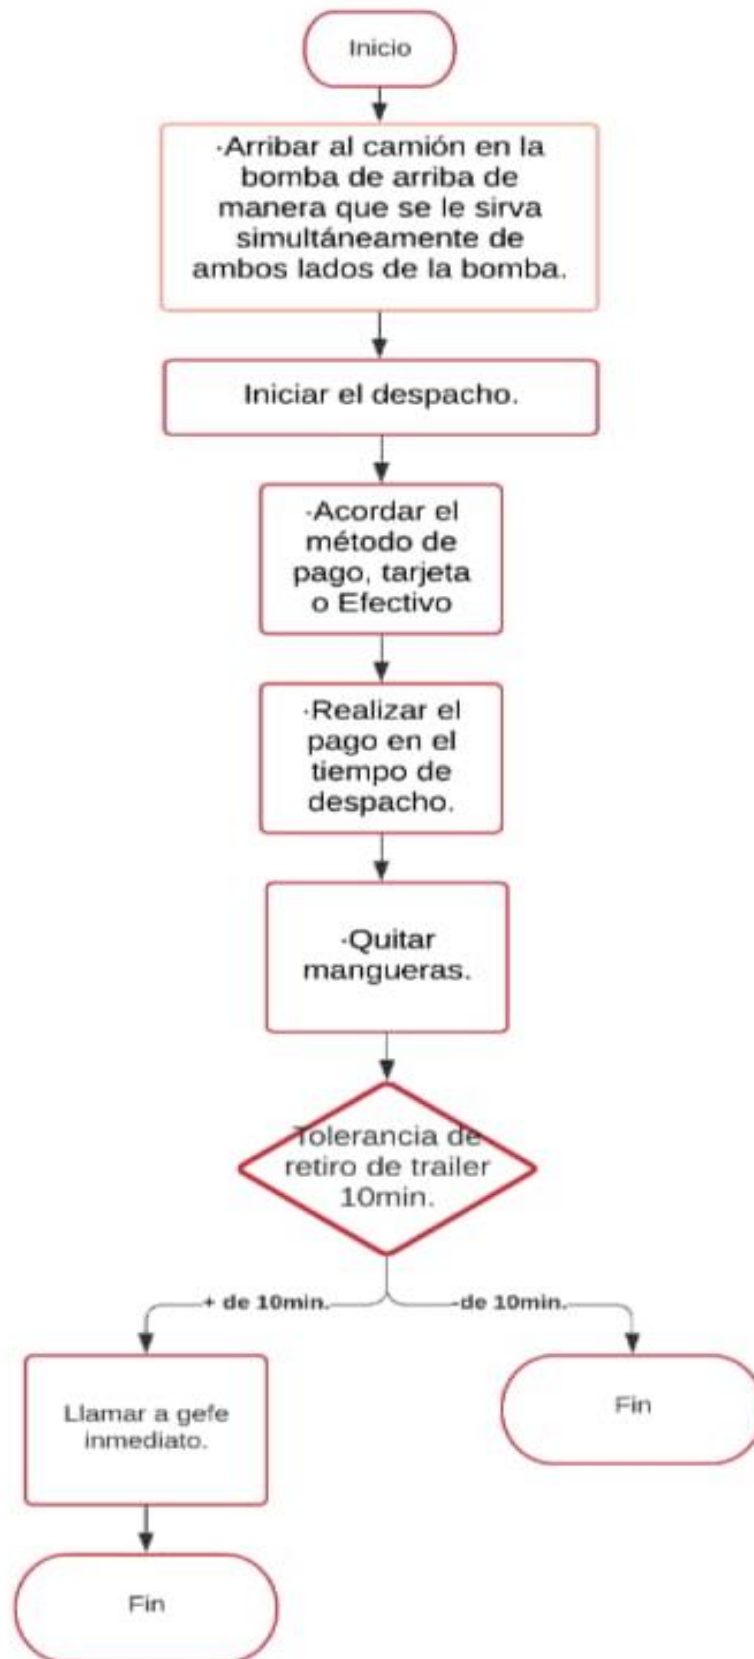 Inicio
·Arribar al camión en la
bomba de arriba de
manera que se le sirva
simultáneamente de
ambos lados de la bomba.
Iniciar el despacho.
·Acordar el
método de
pago, tarjeta
o Efectivo
·Realizar el
pago en el
tiempo de
despacho.
·Quitar
mangueras.
Tolerancia de
retiro de trailer
10min.
+ de 10min.
-de 10min.
Llamar a gefe
inmediato.
Fin
Fin